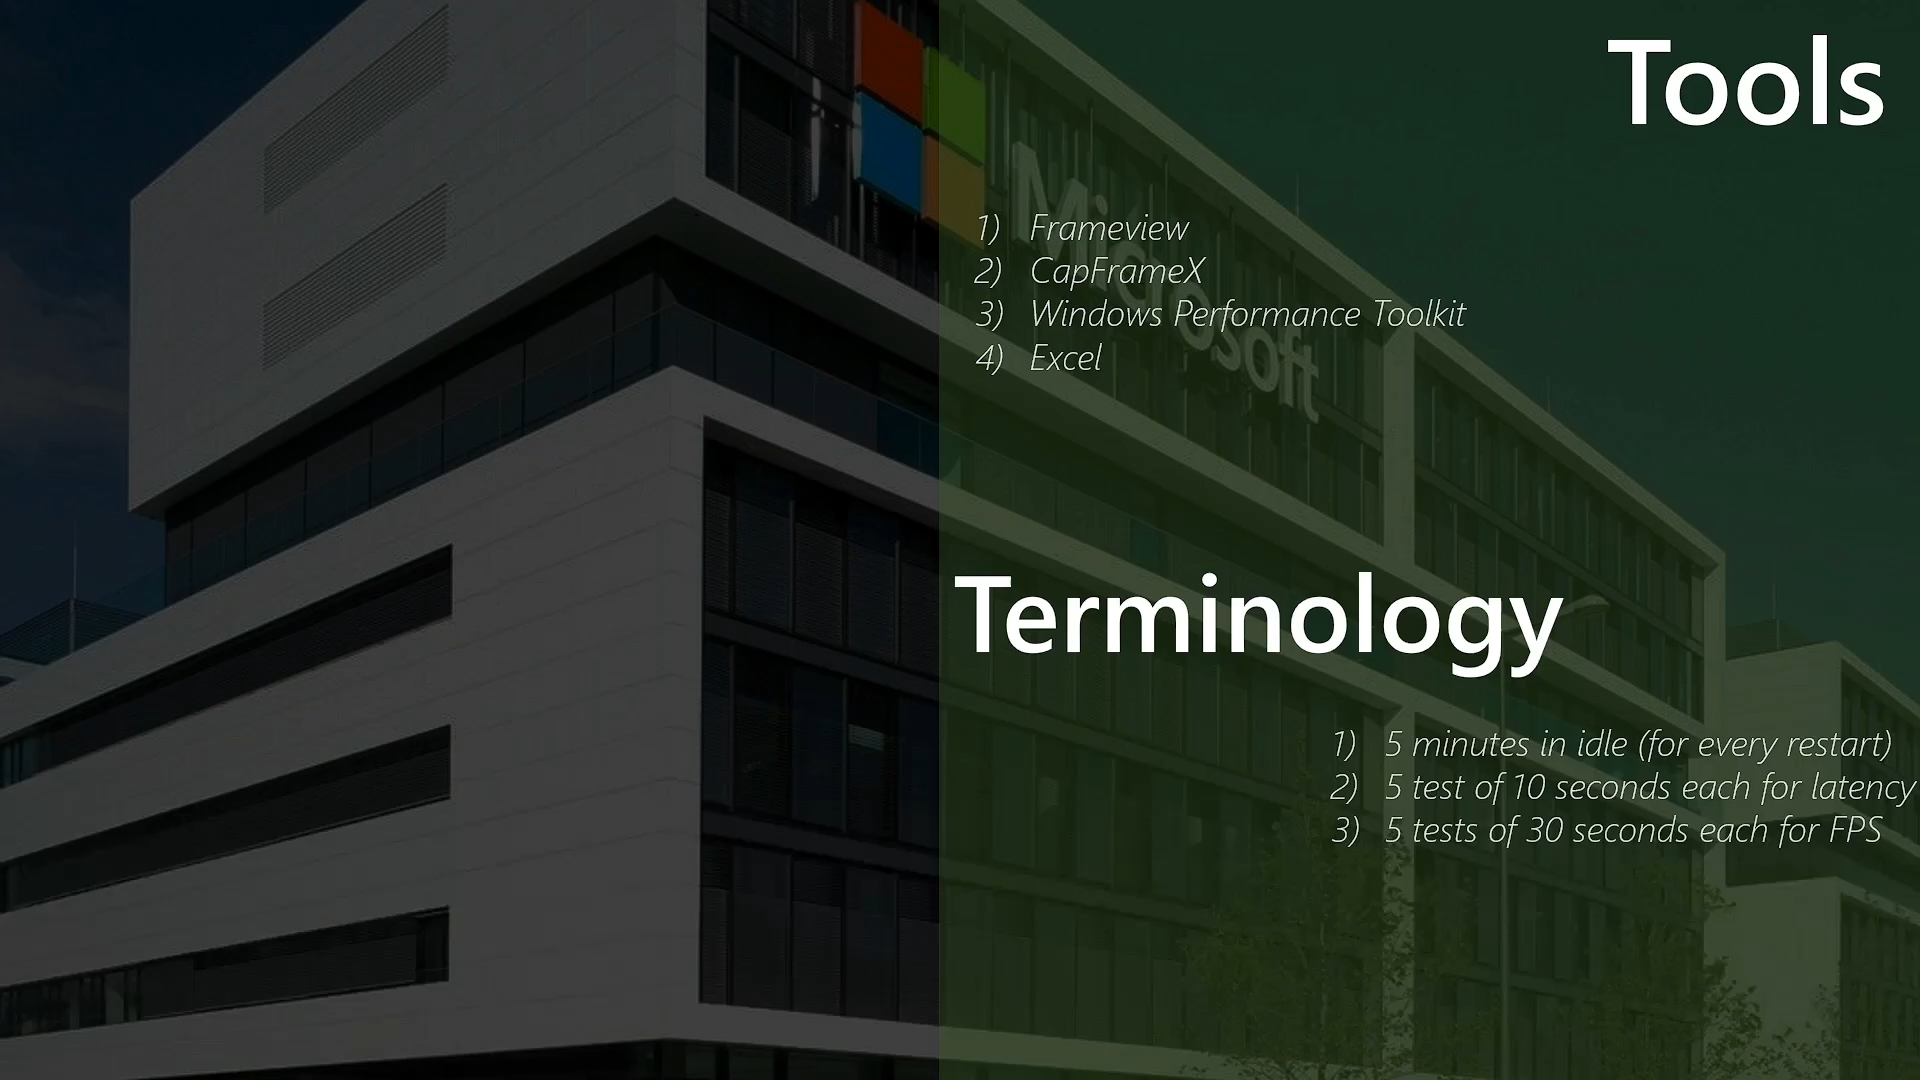 Tools
Microsoft
1) Frameview
2) CapFrameX
3) Windows Performance Toolkit
4) Excel
Terminology
1) 5 minutes in idle (for every restart)
2) 5 test of 10 seconds each for latency
3) 5 tests of 30 seconds each for FPS